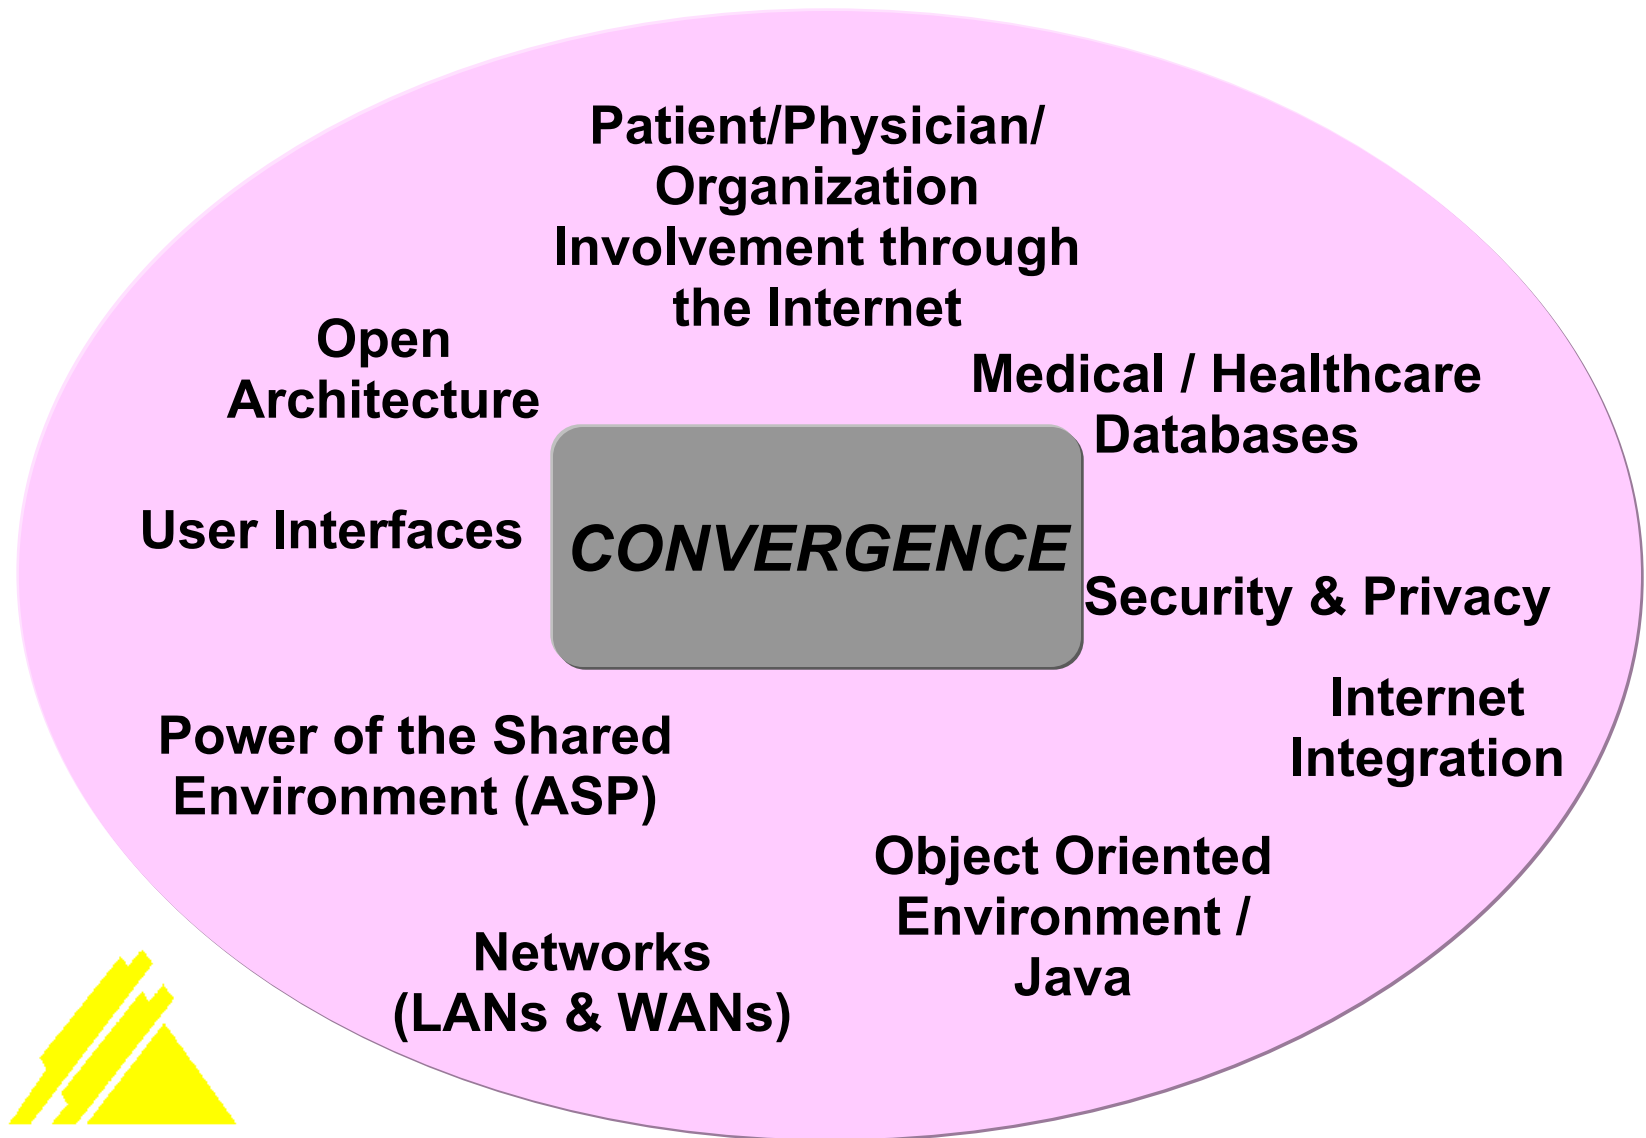 Patient/Physician/
Organization
Involvement through
the Internet
Open
Architecture
Medical / Healthcare
Databases
User Interfaces
CONVERGENCE
Security & Privacy
Internet
Integration
Power of the Shared
Environment (ASP)
Object Oriented
Environment /
Java
Networks
(LANs & WANs)